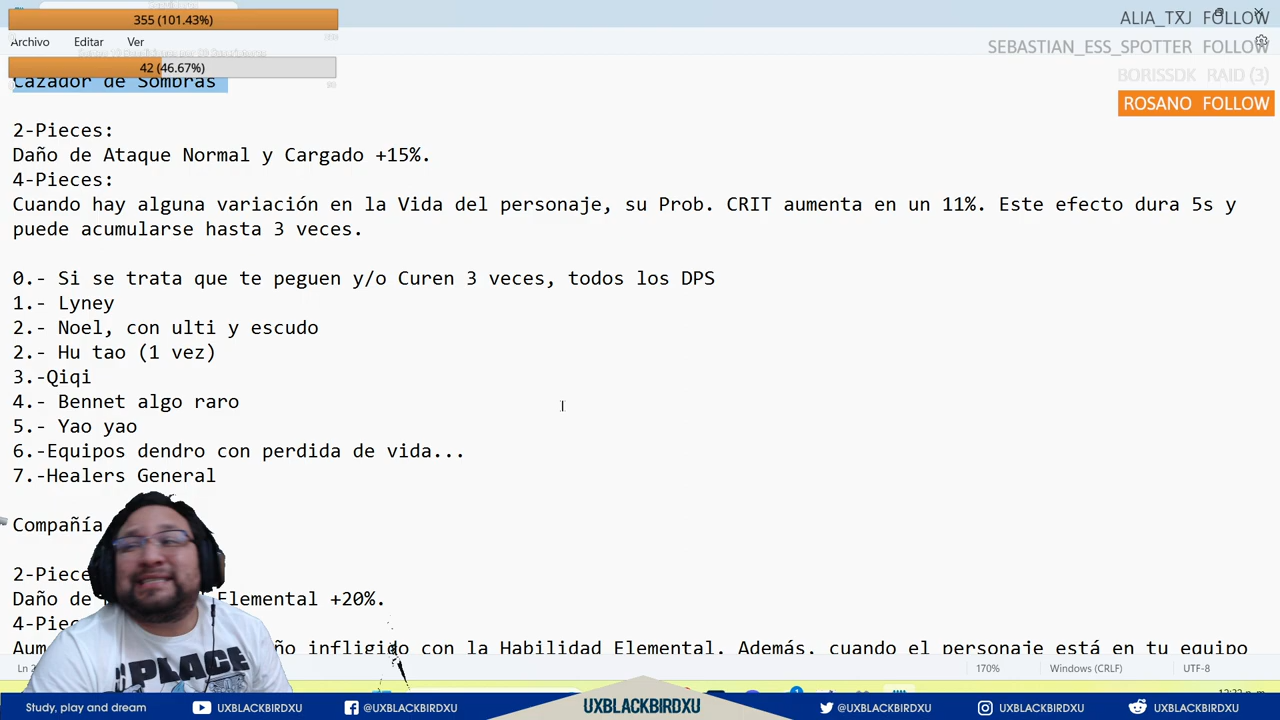 355 (101.43%)
ALIA_TXJ FOLLOW
Archivo Editar Ver
SEBASTIAN_ESS_SPOTTER FOLLOW
42 (46.67%)
BORISSDK RAID (3)
Cazador de Sombras
ROSANO FOLLOW
2-Pieces:
Daño de Ataque Normal y Cargado +15%.
4-Pieces:
Cuando hay alguna variación en la Vida del personaje, su Prob. CRIT aumenta en un 11%. Este efecto dura 5s y
puede acumularse hasta 3 veces.
0.- Si se trata que te peguen y/o Curen 3 veces, todos los DPS
1.- Lyney
2.- Noel, con ulti y escudo
2.- Hu tao (1 vez)
3.-Qiqi
4.- Bennet algo raro
5.- Yao yao
6.-Equipos dendro con perdida de vida...
7.-Healers General
Compañía
2-Piece
Daño de Elemental +20%.
4-Pie
infligido con la Habilidad Elemental. Además, cuando el personaje está en tu equipo
170% Windows (CRLF) UTF-8
PLACE
Study, play and dream UXBLACKBIRDXU @UXBLACKBIRDXU UXBLACKBIRDXU @UXBLACKBIRDXU UXBLACKBIRDXU UXBLACKBIRDXU